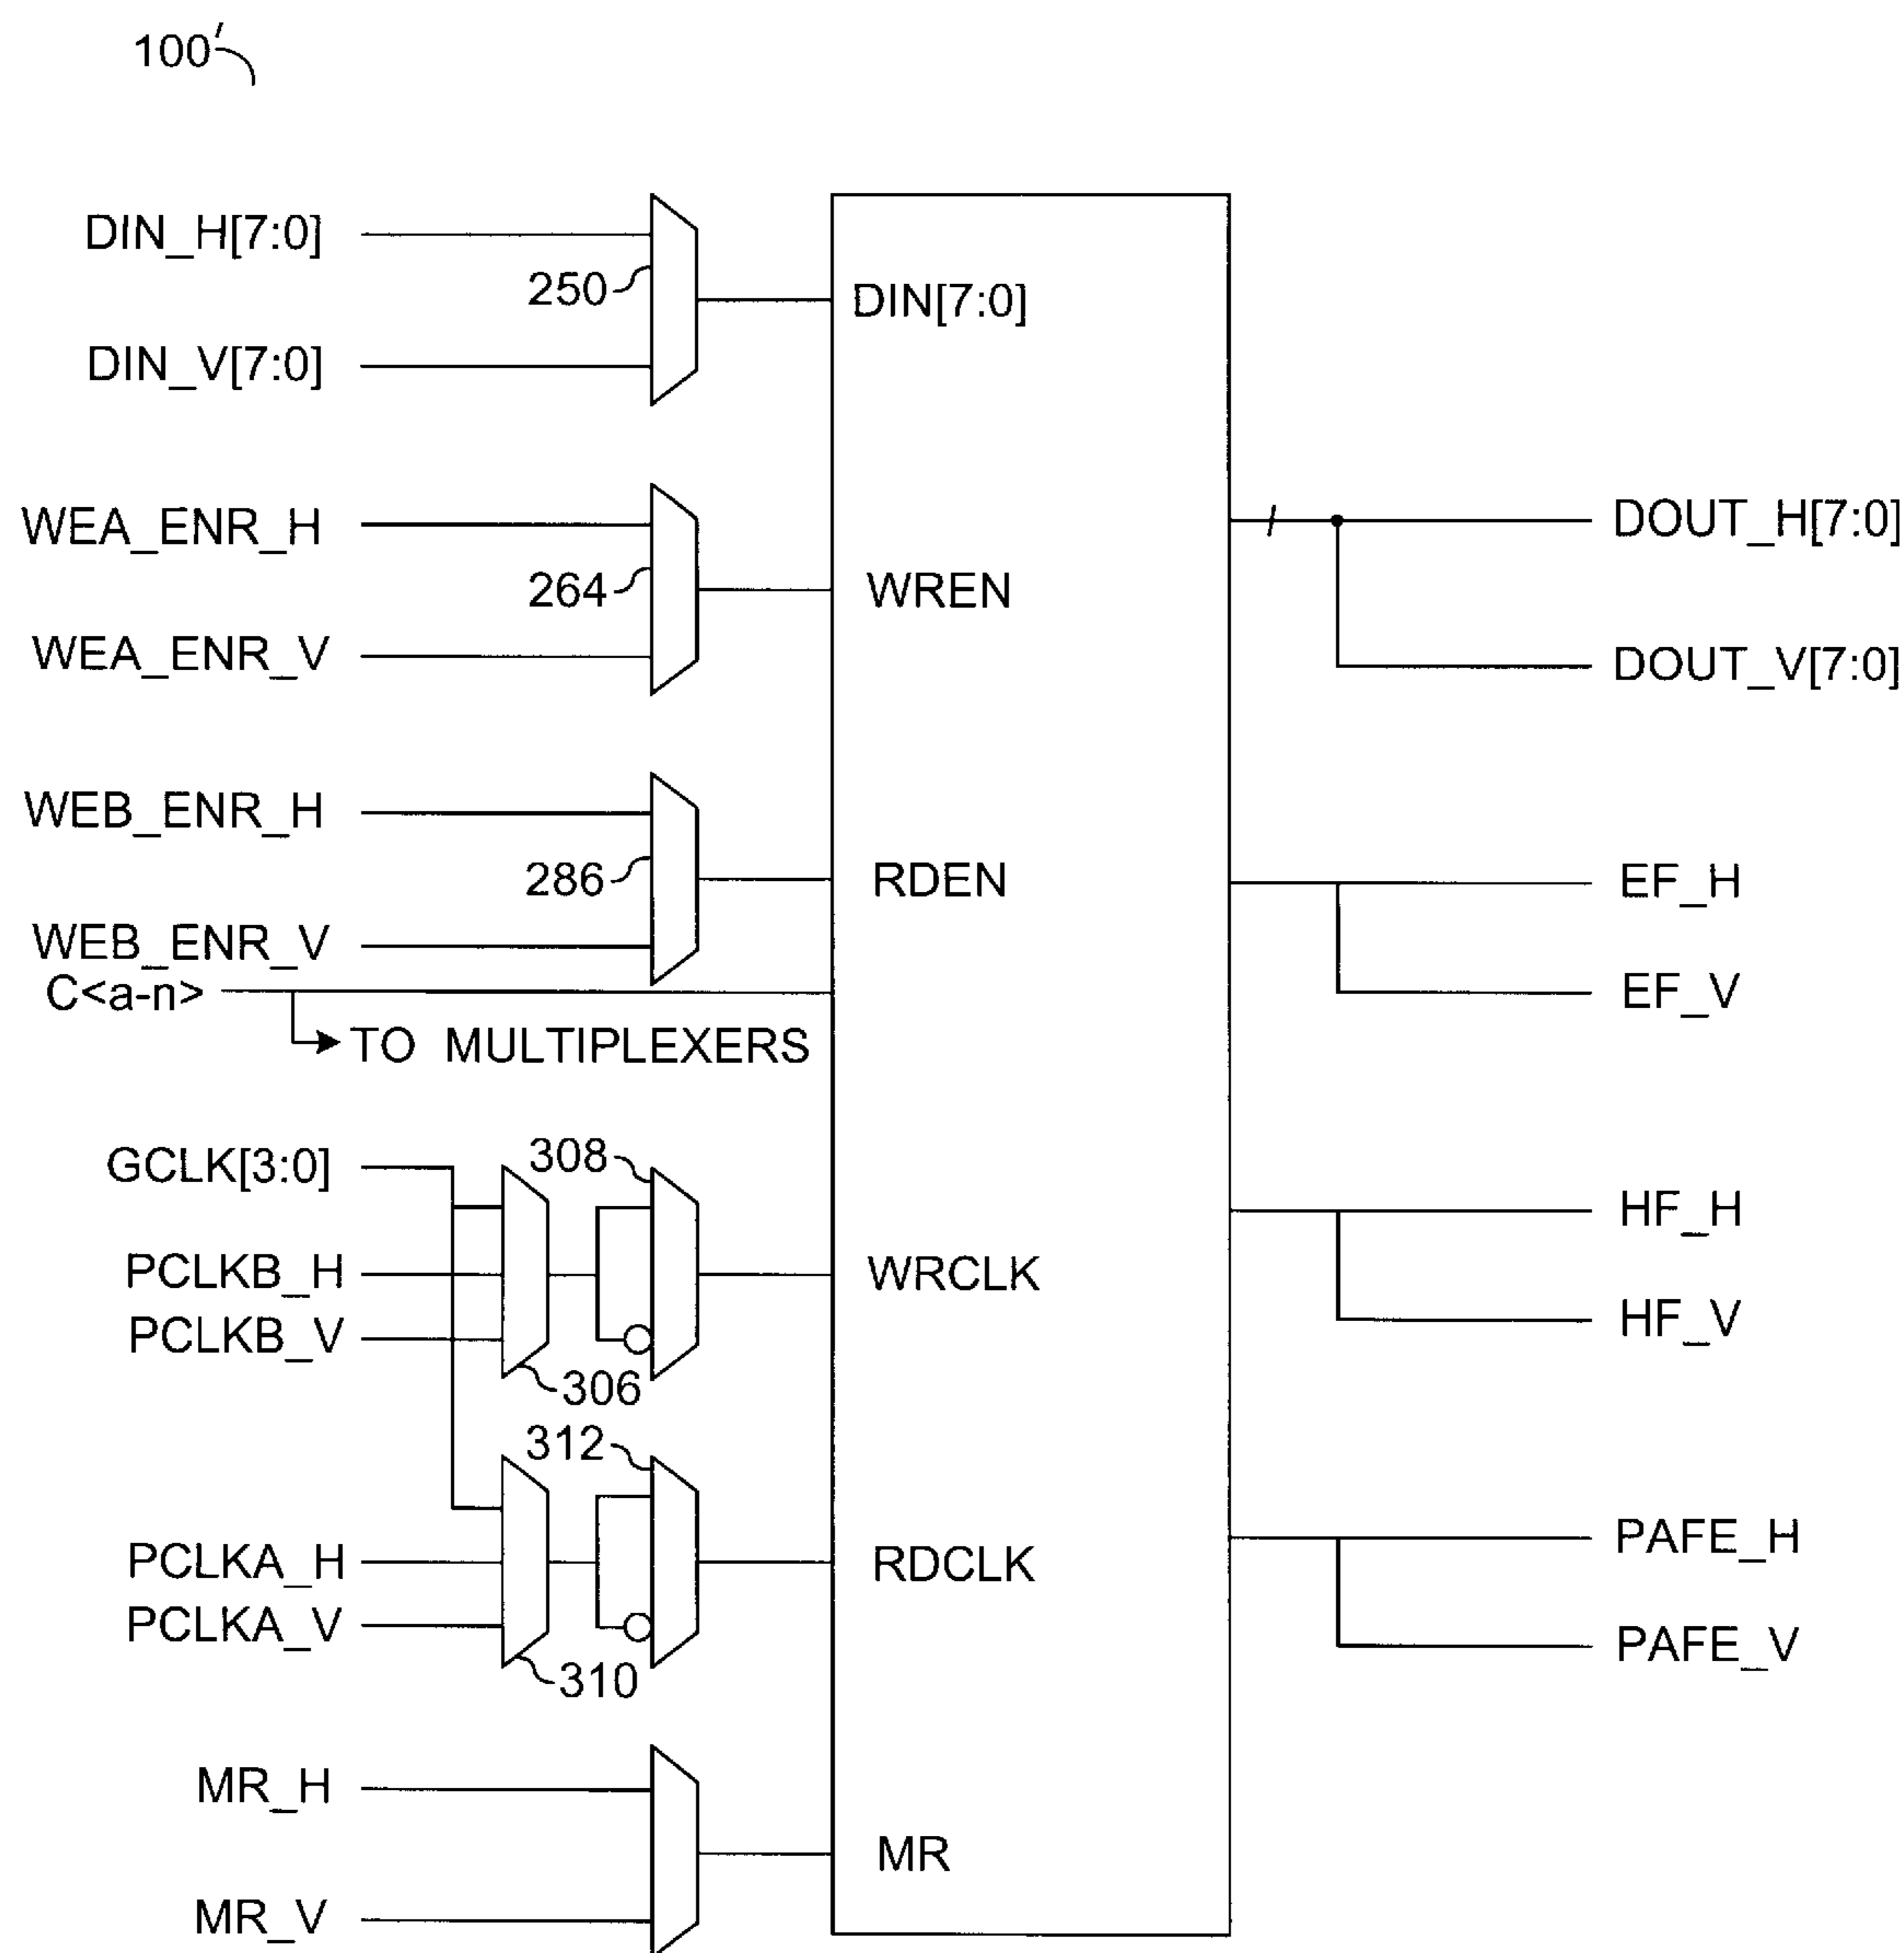 100'
DIN_H[7:0]
250
DIN[7:0]
DIN_V[7:0]
WEA_ENR_H
DOUT_H[7:0]
264
WREN
WEA_ENR_V
DOUT_V[7:0]
WEB_ENR_H
286
RDEN
EF_H
WEB_ENR_V
C<a-n>
EF_V
TO MULTIPLEXERS
GCLK[3:0]
308
HF_H
PCLKB_H
WRCLK
PCLKB_V
HF_V
306
312
PAFE_H
PCLKA_H
RDCLK
PCLKA_V
PAFE_V
310
MR_H
MR
MR_V